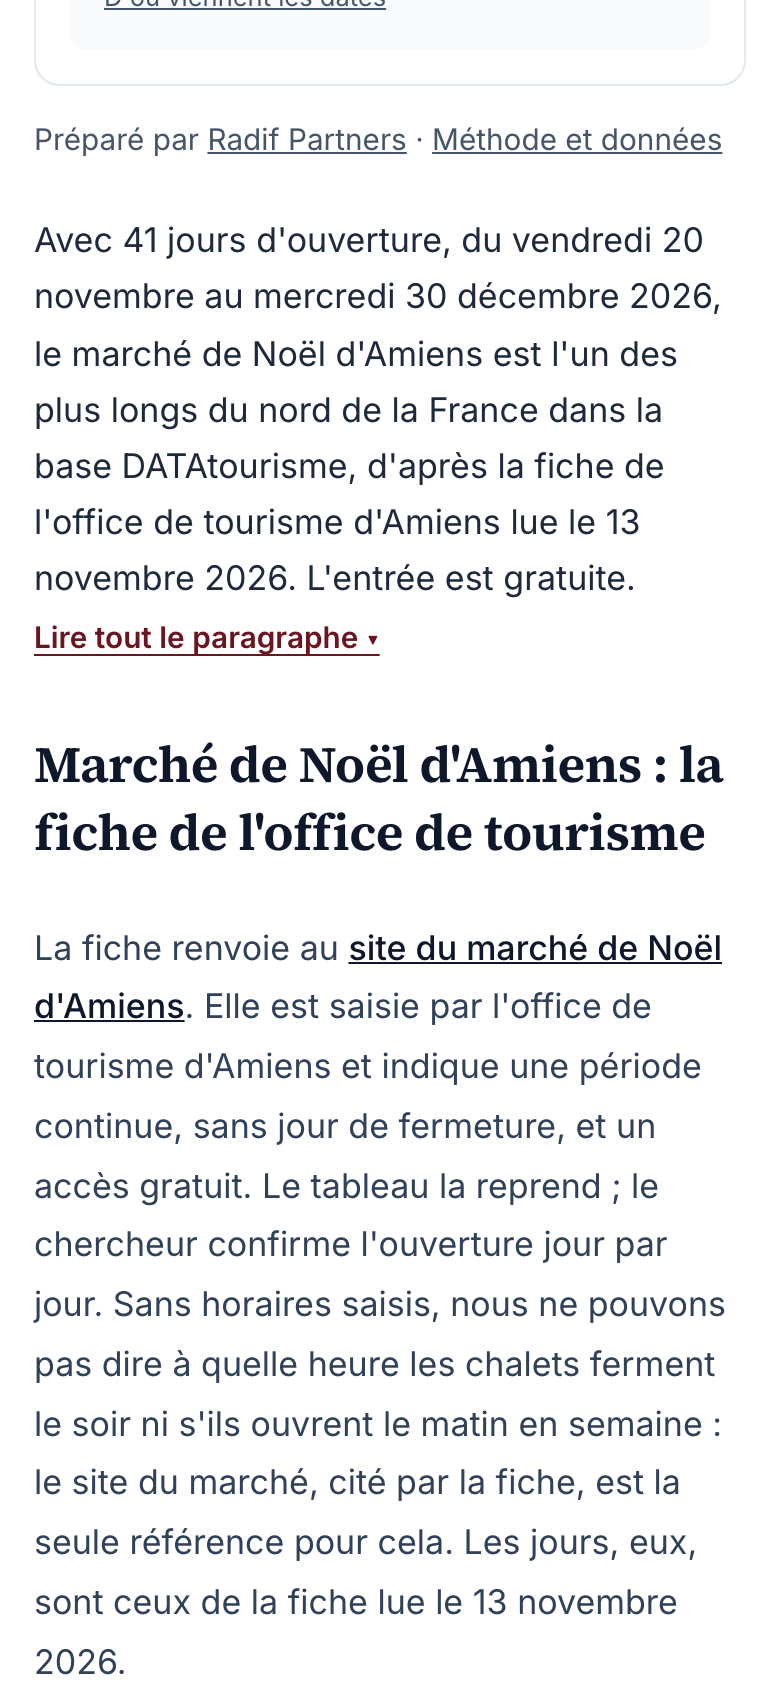 D'où viennent les dates
Préparé par Radif Partners · Méthode et données
Avec 41 jours d'ouverture, du vendredi 20
novembre au mercredi 30 décembre 2026,
le marché de Noël d'Amiens est l'un des
plus longs du nord de la France dans la
base DATAtourisme, d'après la fiche de
l'office de tourisme d'Amiens lue le 13
novembre 2026. L'entrée est gratuite.
Lire tout le paragraphe ▾
Marché de Noël d'Amiens : la
fiche de l'office de tourisme
La fiche renvoie au site du marché de Noël
d'Amiens. Elle est saisie par l'office de
tourisme d'Amiens et indique une période
continue, sans jour de fermeture, et un
accès gratuit. Le tableau la reprend ; le
chercheur confirme l'ouverture jour par
jour. Sans horaires saisis, nous ne pouvons
pas dire à quelle heure les chalets ferment
le soir ni s'ils ouvrent le matin en semaine :
le site du marché, cité par la fiche, est la
seule référence pour cela. Les jours, eux,
sont ceux de la fiche lue le 13 novembre
2026.